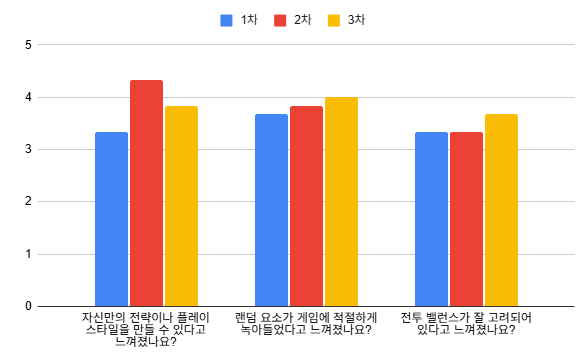 1차 2차 3차
5
4
3
2
1
0
자신만의 전략이나 플레이
스타일을 만들 수 있다고
느껴졌나요?
랜덤 요소가 게임에 적절하게
녹아들었다고 느껴졌나요?
전투 밸런스가 잘 고려되어
있다고 느껴졌나요?